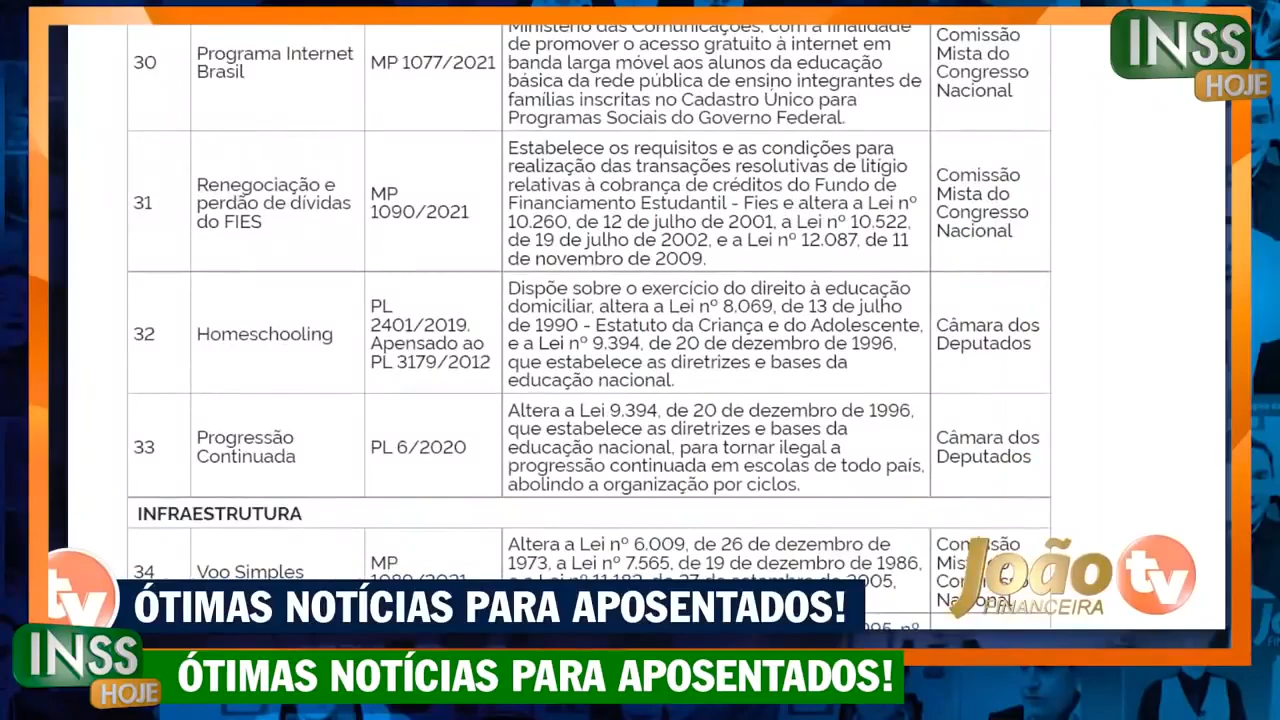 INSS
HOJE
30
Programa Internet
Brasil
MP 1077/2021
Ministério das Comunicações, com a finalidade
de promover o acesso gratuito à internet em
banda larga móvel aos alunos da educação
básica da rede pública de ensino integrantes de
famílias inscritas no Cadastro Único para
Programas Sociais do Governo Federal.
Comissão
Mista do
Congresso
Nacional
31
Renegociação e
perdão de dívidas
do FIES
MP
1090/2021
Estabelece os requisitos e as condições para
realização das transações resolutivas de litígio
relativas à cobrança de créditos do Fundo de
Financiamento Estudantil - Fies e altera a Lei nº
10.260, de 12 de julho de 2001, a Lei nº 10.522,
de 19 de julho de 2002, e a Lei nº 12.087, de 11
de novembro de 2009.
Comissão
Mista do
Congresso
Nacional
32
Homeschooling
PL
2401/2019.
Apensado ao
PL 3179/2012
Dispõe sobre o exercício do direito à educação
domiciliar, altera a Lei nº 8.069, de 13 de julho
de 1990 - Estatuto da Criança e do Adolescente,
e a Lei nº 9.394, de 20 de dezembro de 1996,
que estabelece as diretrizes e bases da
educação nacional.
Câmara dos
Deputados
33
Progressão
Continuada
PL 6/2020
Altera a Lei 9.394, de 20 de dezembro de 1996,
que estabelece as diretrizes e bases da
educação nacional, para tornar ilegal a
progressão continuada em escolas de todo país,
abolindo a organização por ciclos.
Câmara dos
Deputados
INFRAESTRUTURA
34
Voo Simples
MP
1089/2021
Altera a Lei nº 6.009, de 26 de dezembro de
1973, a Lei nº 7.565, de 19 de dezembro de 1986,
e a Lei nº 11.182, de 27 de setembro de 2005,
João
FINANCEIRA
tv
tv
ÓTIMAS NOTÍCIAS PARA APOSENTADOS!
INSS
HOJE
ÓTIMAS NOTÍCIAS PARA APOSENTADOS!